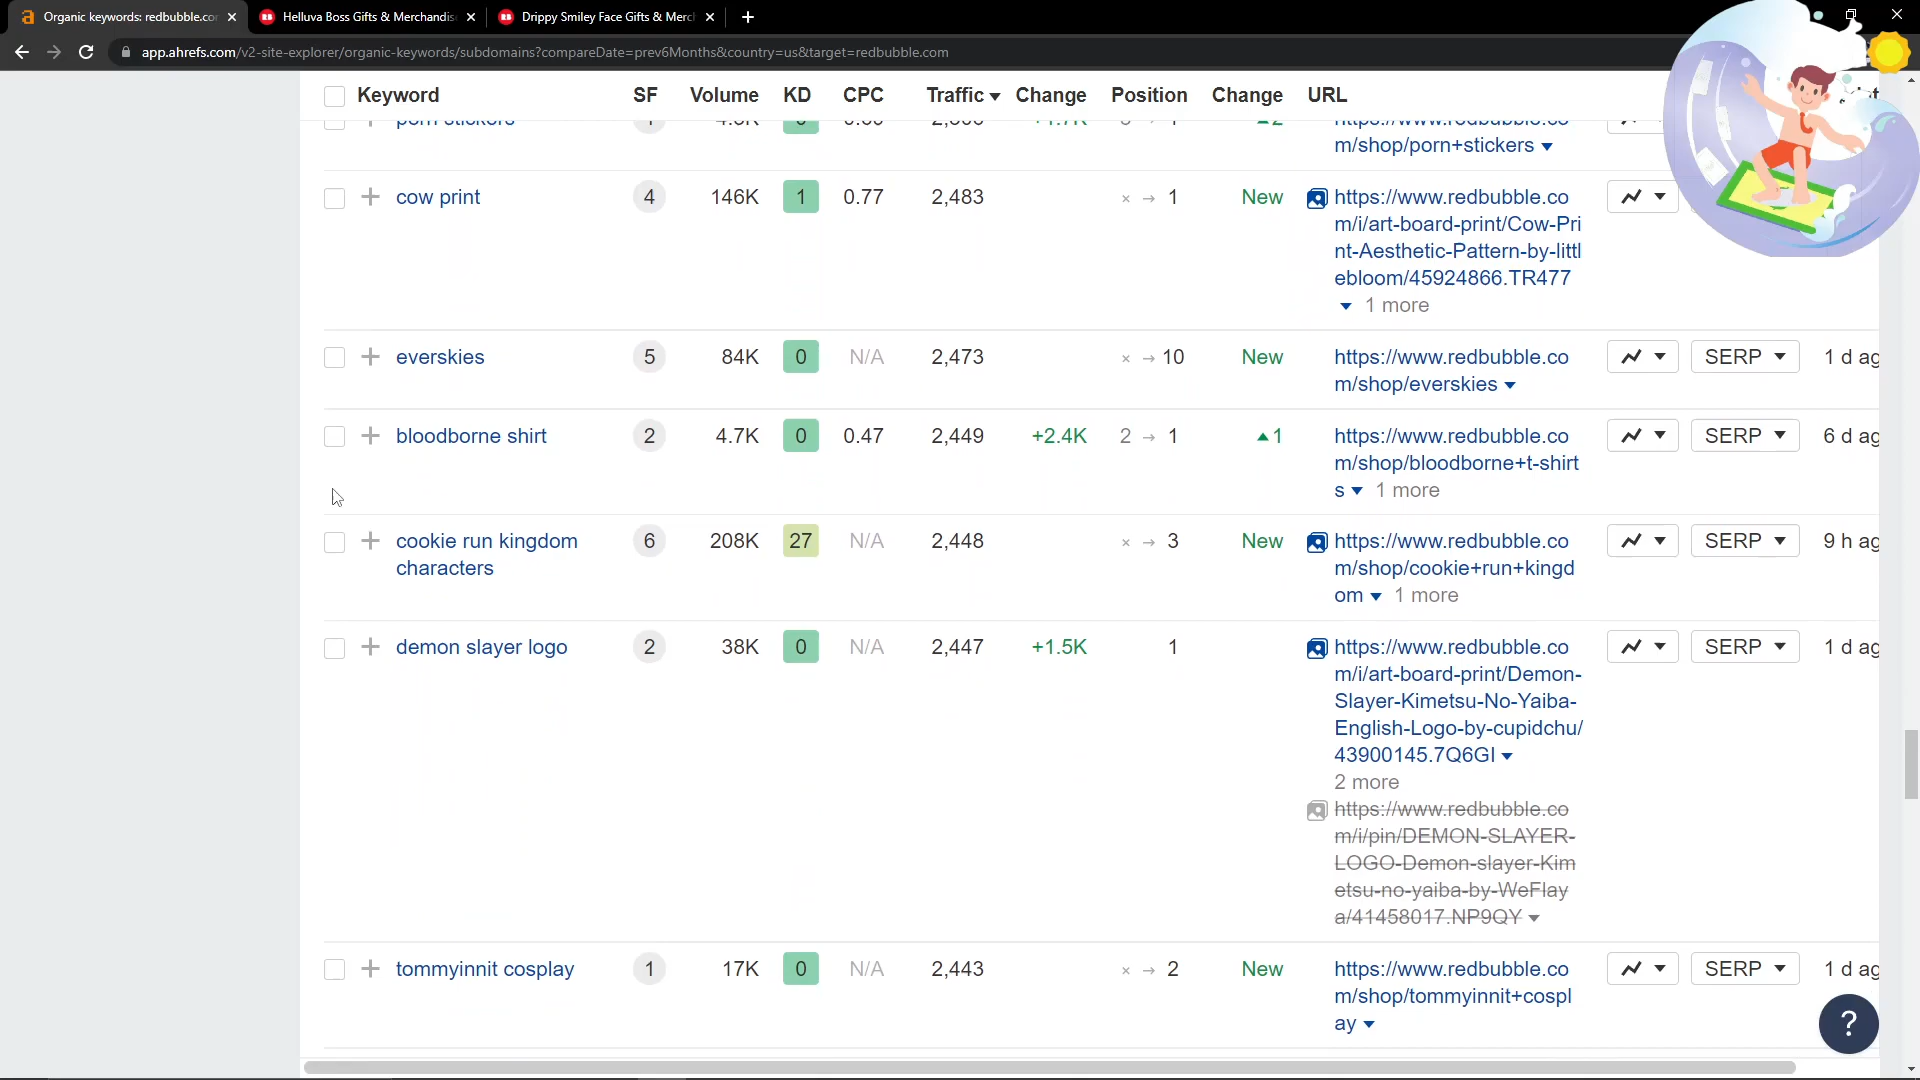 Organic keywords: redbubble.co
Helluva Boss Gifts & Merchandis
Drippy Smiley Face Gifts & Merc
app.ahrefs.com/v2-site-explorer/organic-keywords/subdomains?compareDate=prev6Months&country=us&target=redbubble.com
Keyword SF Volume KD CPC Traffic Change Position Change URL
porn stickers
m/shop/porn+stickers
cow print 4 146K 1 0.77 2,483 × → 1 New https://www.redbubble.co
m/i/art-board-print/Cow-Pri
nt-Aesthetic-Pattern-by-littl
ebloom/45924866.TR477
1 more
everskies 5 84K 0 N/A 2,473 × → 10 New https://www.redbubble.co SERP 1 d ag
m/shop/everskies
bloodborne shirt 2 4.7K 0 0.47 2,449 +2.4K 2 → 1 1 https://www.redbubble.co SERP 6 d ag
m/shop/bloodborne+t-shirt
s 1 more
cookie run kingdom 6 208K 27 N/A 2,448 × → 3 New https://www.redbubble.co SERP 9 h ag
characters m/shop/cookie+run+kingd
om 1 more
demon slayer logo 2 38K 0 N/A 2,447 +1.5K 1 https://www.redbubble.co SERP 1 d ag
m/i/art-board-print/Demon-
Slayer-Kimetsu-No-Yaiba-
English-Logo-by-cupidchu/
43900145.7Q6GI
2 more
https://www.redbubble.co
m/i/pin/DEMON-SLAYER-
LOGO-Demon-slayer-Kim
etsu-no-yaiba-by-WeFlay
a/41458017.NP9QY
tommyinnit cosplay 1 17K 0 N/A 2,443 × → 2 New https://www.redbubble.co SERP 1 d ag
m/shop/tommyinnit+cospl
ay
?